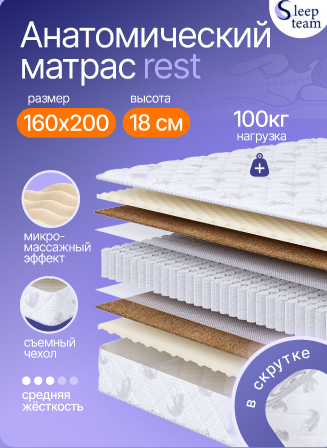 Sleep
team
Анатомический
матрас rest
размер
высота
160x200
18 см
100кг
нагрузка
микро-
массажный
эффект
съемный
чехол
средняя
жёсткость
в скрутке